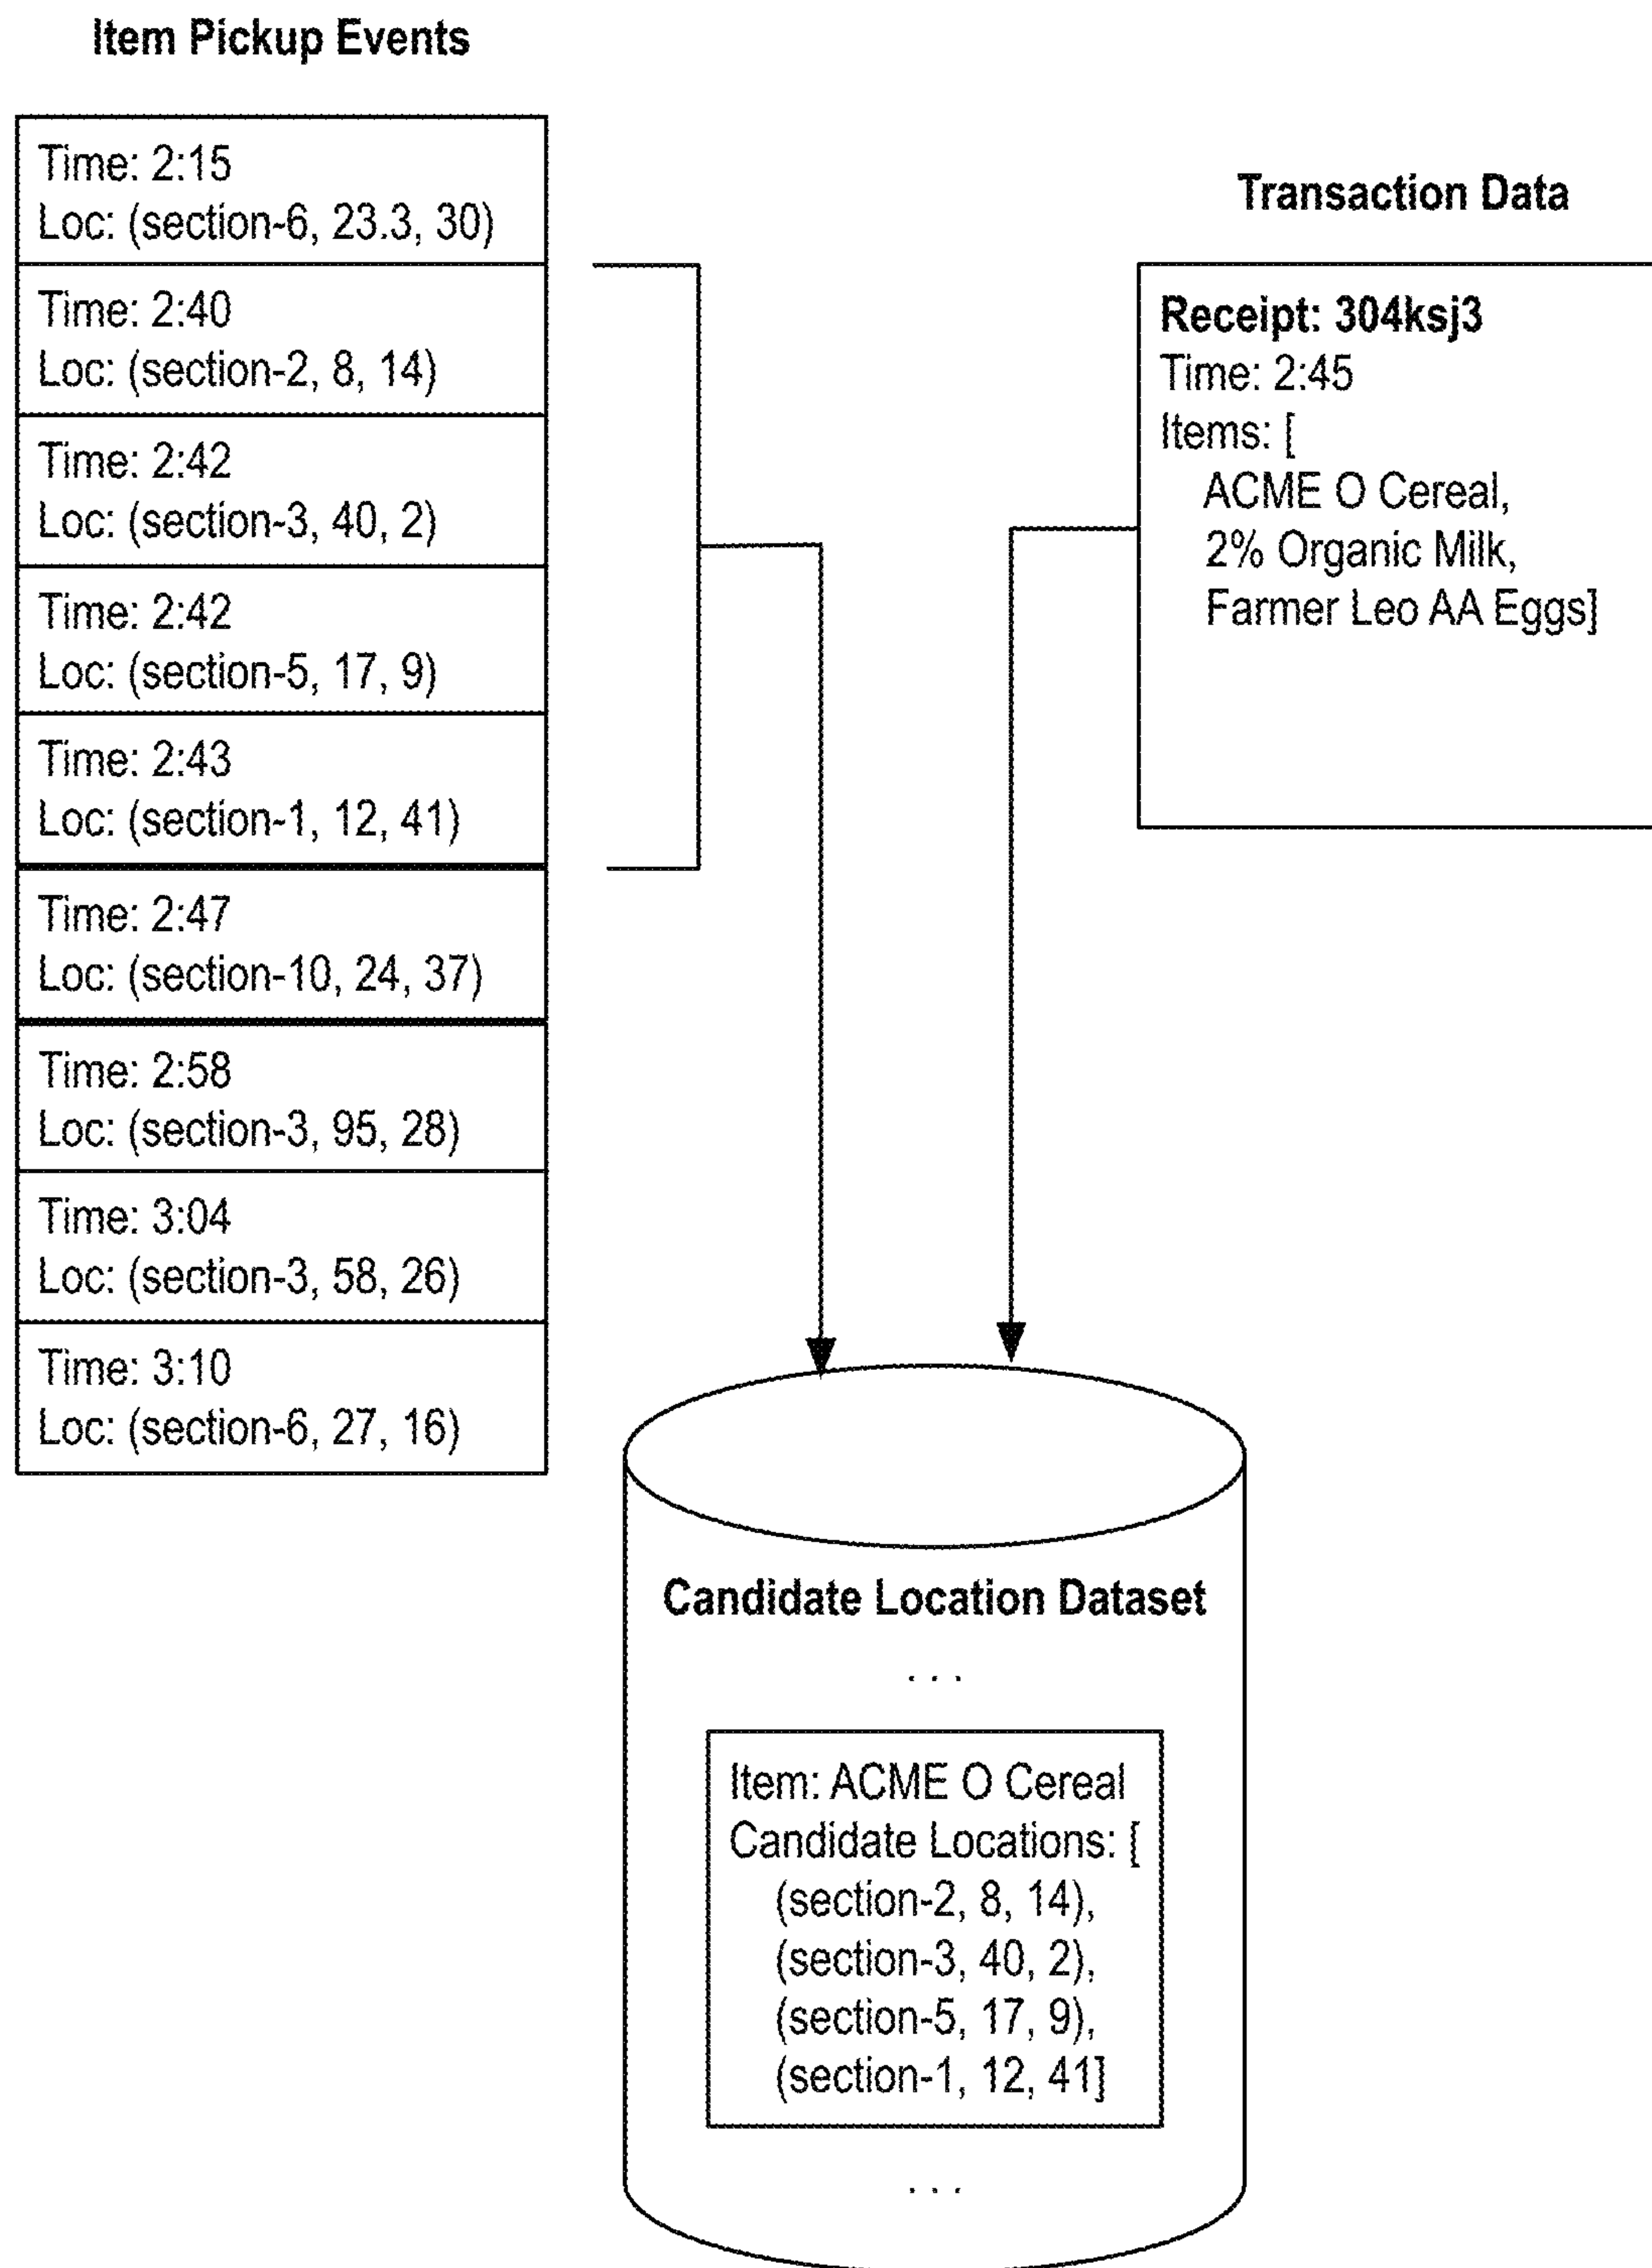 Item Pickup Events
Time: 2:15
Loc: (section-6, 23.3, 30)
Time: 2:40
Loc: (section-2, 8, 14)
Time: 2:42
Loc: (section-3, 40, 2)
Time: 2:42
Loc: (section-5, 17, 9)
Time: 2:43
Loc: (section-1, 12, 41)
Time: 2:47
Loc: (section-10, 24, 37)
Time: 2:58
Loc: (section-3, 95, 28)
Time: 3:04
Loc: (section-3, 58, 26)
Time: 3:10
Loc: (section-6, 27, 16)
Transaction Data
Receipt: 304ksj3
Time: 2:45
Items: [
ACME O Cereal,
2% Organic Milk,
Farmer Leo AA Eggs]
Candidate Location Dataset
. . .
Item: ACME O Cereal
Candidate Locations: [
(section-2, 8, 14),
(section-3, 40, 2),
(section-5, 17, 9),
(section-1, 12, 41]
. . .